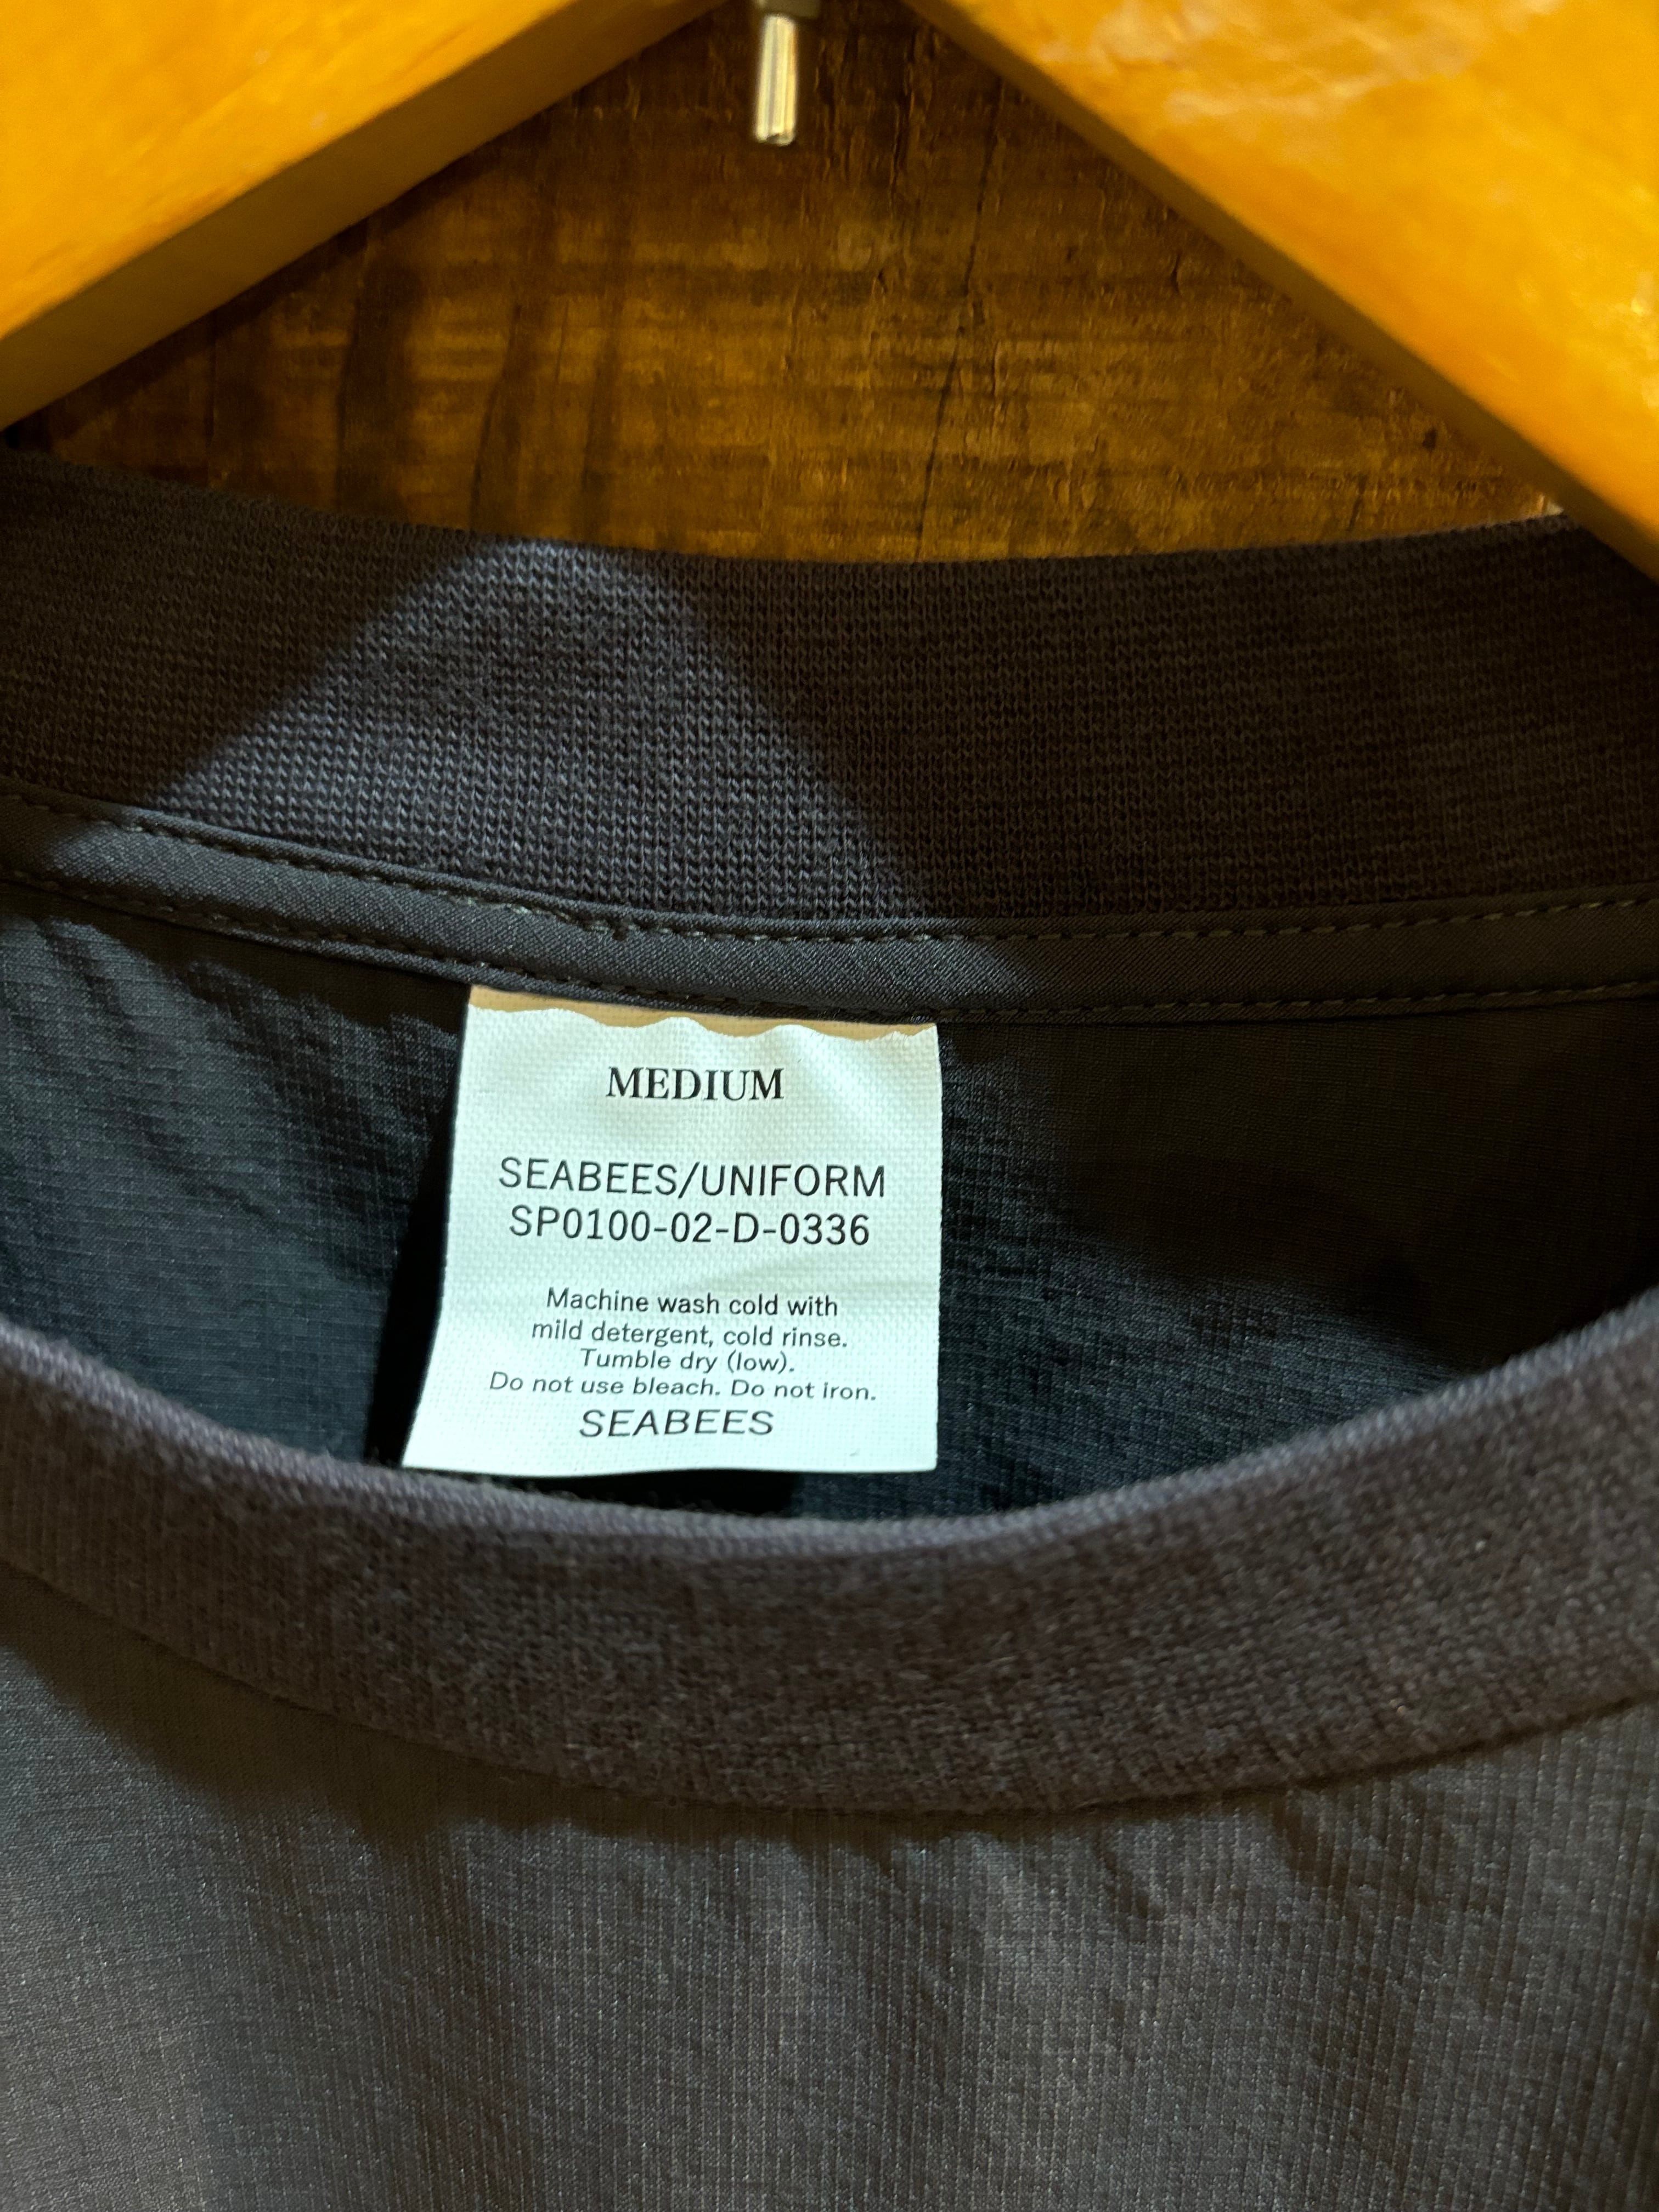 MEDIUM
SEABEES/UNIFORM
SP0100-02-D-0336
Machine wash cold with
mild detergent, cold rinse.
Tumble dry (low).
Do not use bleach. Do not iron.
SEABEES